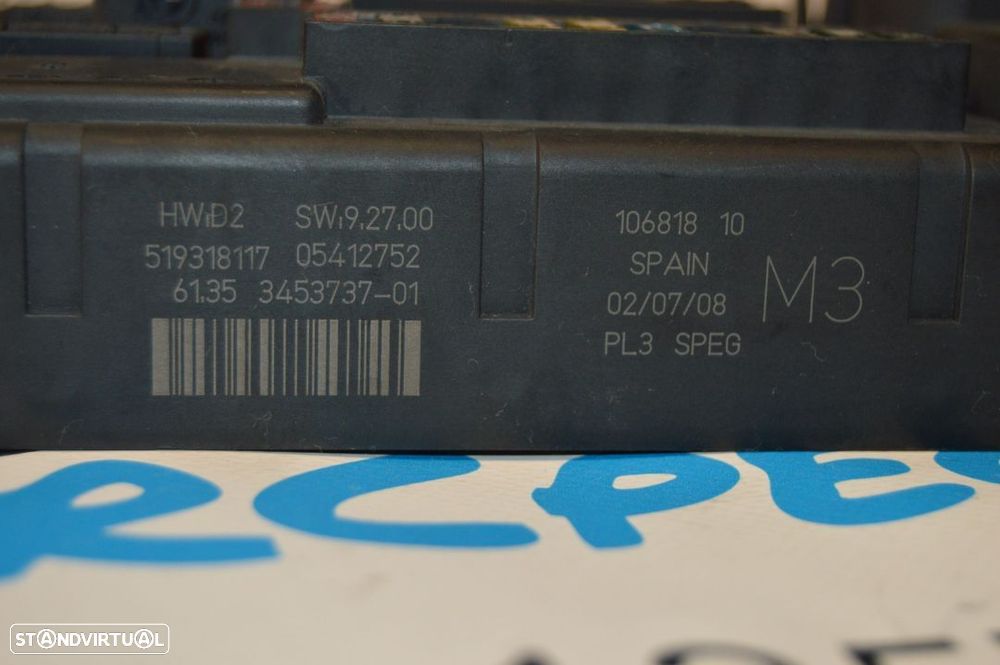 HW:D2 SW:9.27.00
519318117 05412752
61.35 3453737-01
106818 10
SPAIN
02/07/08
PL3 SPEG
M3
RCPE
STANDVIRTUAL